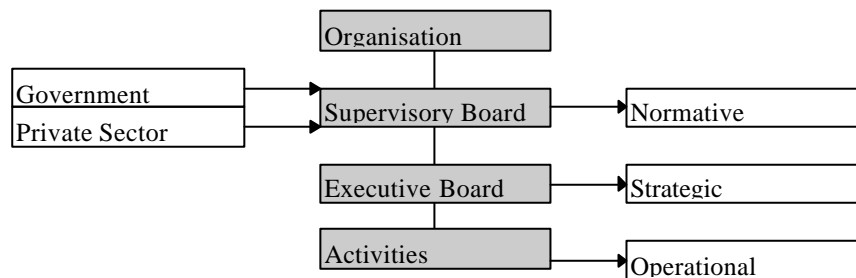 Organisation
Government
Supervisory Board
Normative
Private Sector
Executive Board
Strategic
Activities
Operational